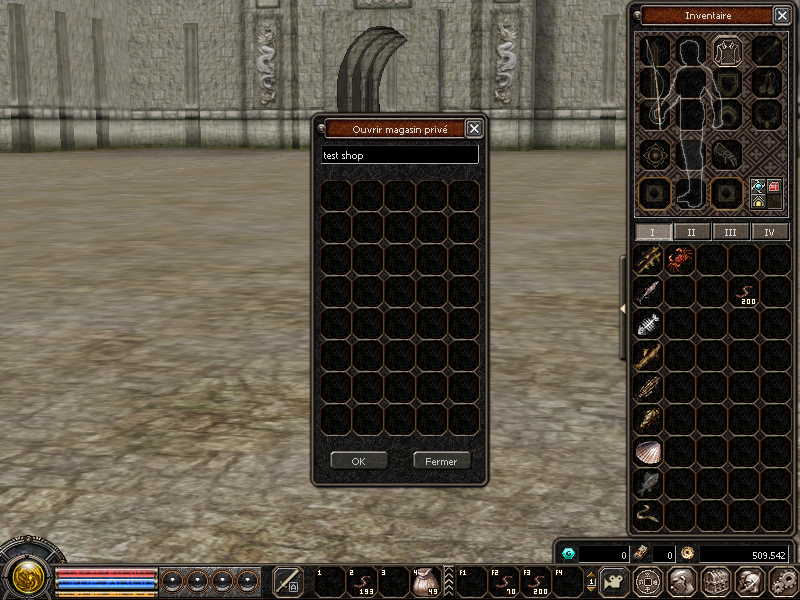 Inventaire
Ouvrir magasin privé
test shop
I II III IV
200
OK Fermer
0 0 509.542
1 2 3 4 F1 F2 F3 F4
193 49 70 200
1